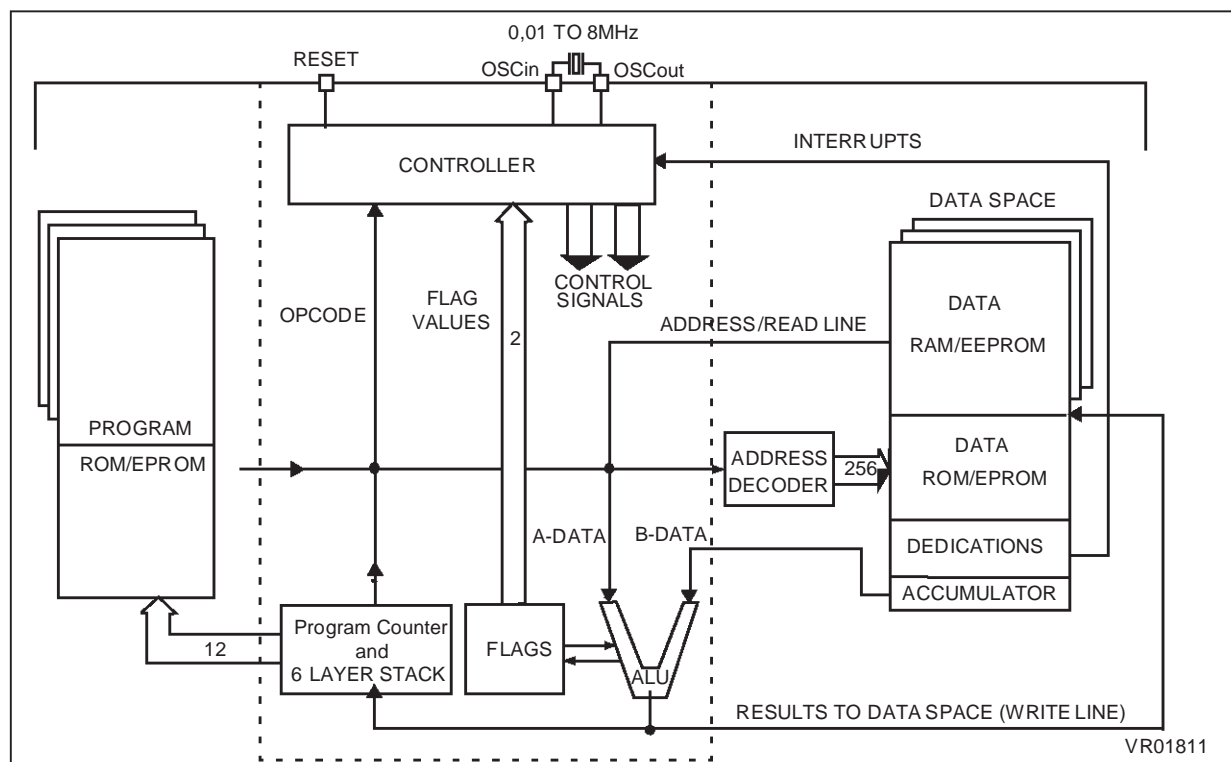 0,01 TO 8MHz
RESET
OSCin
OSCout
INTERRUPTS
CONTROLLER
DATA SPACE
CONTROL
SIGNALS
OPCODE
FLAG
VALUES
2
ADDRESS/READ LINE
DATA
RAM/EEPROM
PROGRAM
ROM/EPROM
ADDRESS
DECODER
256
DATA
ROM/EPROM
A-DATA
B-DATA
DEDICATIONS
ACCUMULATOR
12
Program Counter
and
6 LAYER STACK
FLAGS
ALU
RESULTS TO DATA SPACE (WRITE LINE)
VR01811